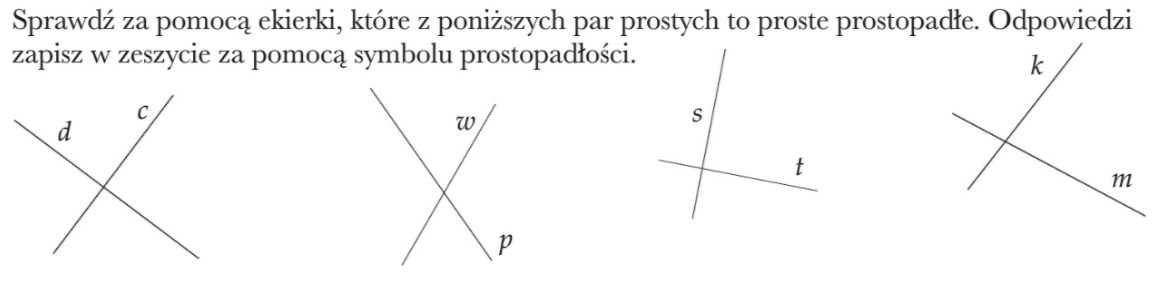 Sprawdź za pomocą ekierki, które z poniższych par prostych to proste prostopadłe. Odpowiedzi
zapisz w zeszycie za pomocą symbolu prostopadłości.
d
c
w
p
s
t
k
m